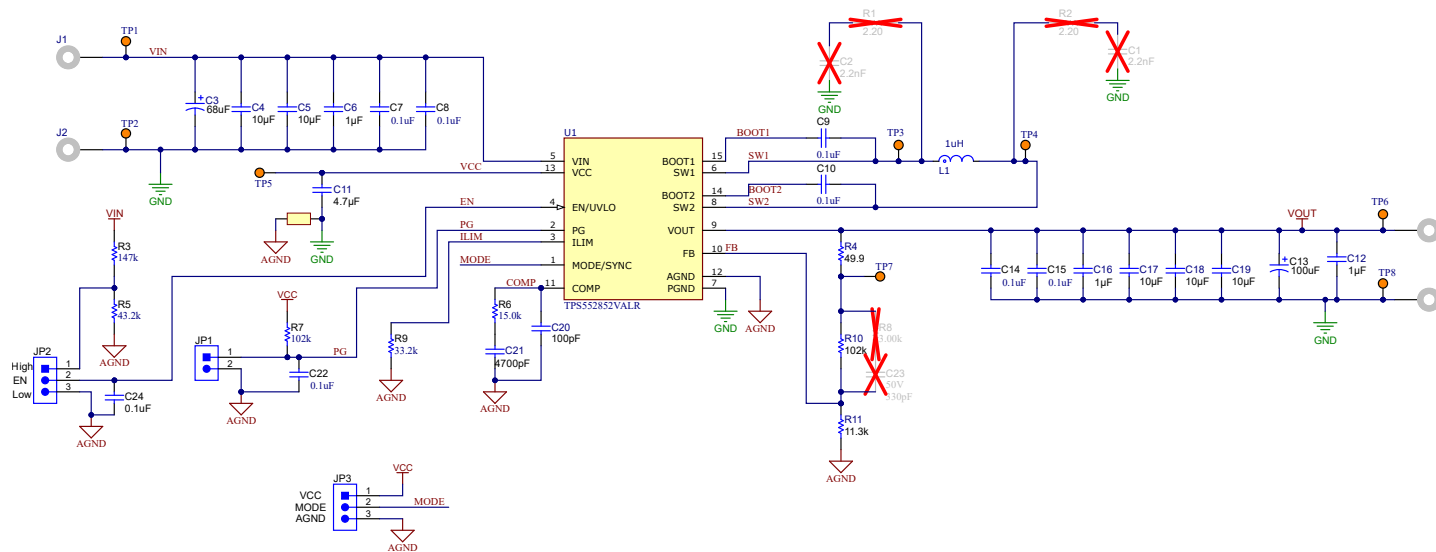 J1
TP1
VIN
C3
68uF
C4
10µF
C5
10µF
C6
1µF
C7
0.1uF
C8
0.1uF
J2
TP2
GND
R1
2.20
C2
2.2nF
GND
R2
2.20
C1
2.2nF
GND
TP5
VCC
C11
4.7µF
AGND
GND
EN
PG
ILIM
MODE
COMP
U1
5
VIN
13
VCC
4
EN/UVLO
2
PG
3
ILIM
1
MODE/SYNC
11
COMP
BOOT1
15
SW1
6
BOOT2
14
SW2
8
VOUT
9
FB
10
AGND
12
PGND
7
TPS552852VALR
BOOT1
C9
0.1uF
SW1
C10
0.1uF
BOOT2
SW2
TP3
1uH
L1
TP4
FB
R4
49.9
TP7
R8
3.00k
R10
102k
C23
50V
330pF
R11
11.3k
AGND
GND
AGND
C14
0.1uF
C15
0.1uF
C16
1µF
C17
10µF
C18
10µF
C19
10µF
C13
100uF
C12
1µF
VOUT
TP6
TP8
GND
VIN
R3
147k
R5
43.2k
AGND
JP2
High
EN
Low
1
2
3
C24
0.1uF
AGND
JP1
1
2
VCC
R7
102k
PG
C22
0.1uF
AGND
R9
33.2k
AGND
R6
15.0k
C21
4700pF
C20
100pF
AGND
JP3
VCC
MODE
AGND
1
2
3
VCC
MODE
AGND